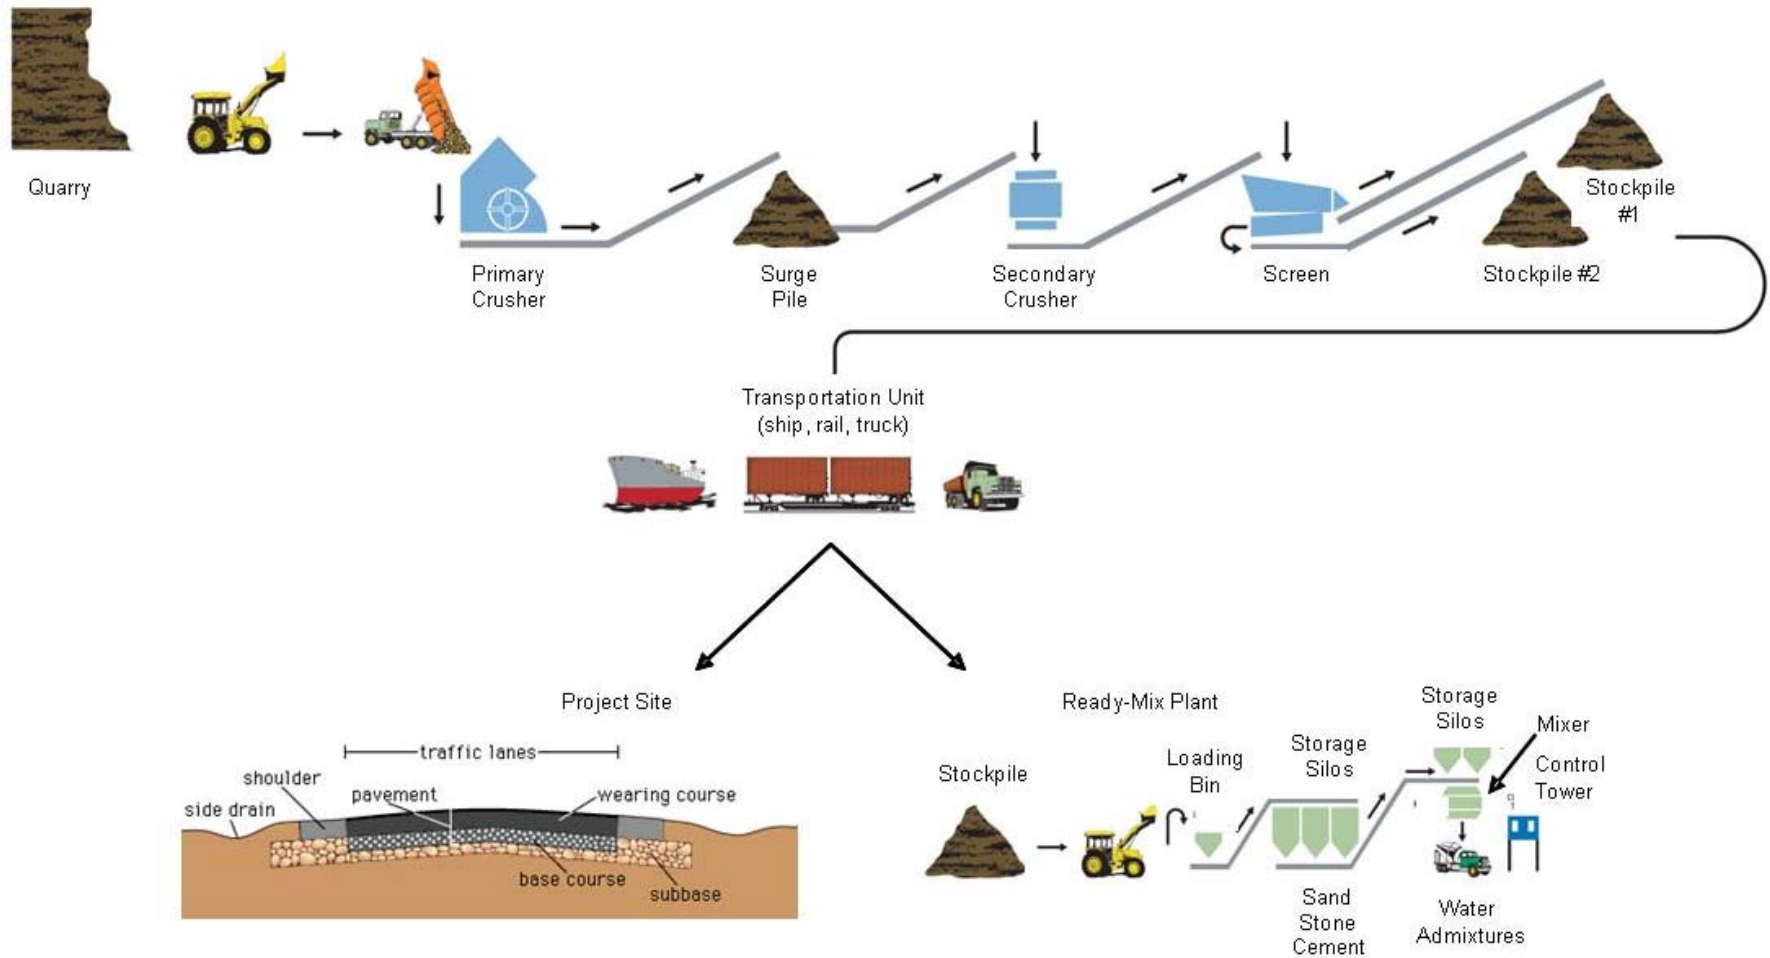 Quarry
Primary
Crusher
Surge
Pile
Secondary
Crusher
Screen
Stockpile #2
Stockpile
#1
Transportation Unit
(ship, rail, truck)
Project Site
traffic lanes
shoulder
side drain
pavement
wearing course
base course
subbase
Ready-Mix Plant
Stockpile
Loading
Bin
Storage
Silos
Sand
Stone
Cement
Storage
Silos
Mixer
Control
Tower
Water
Admixtures